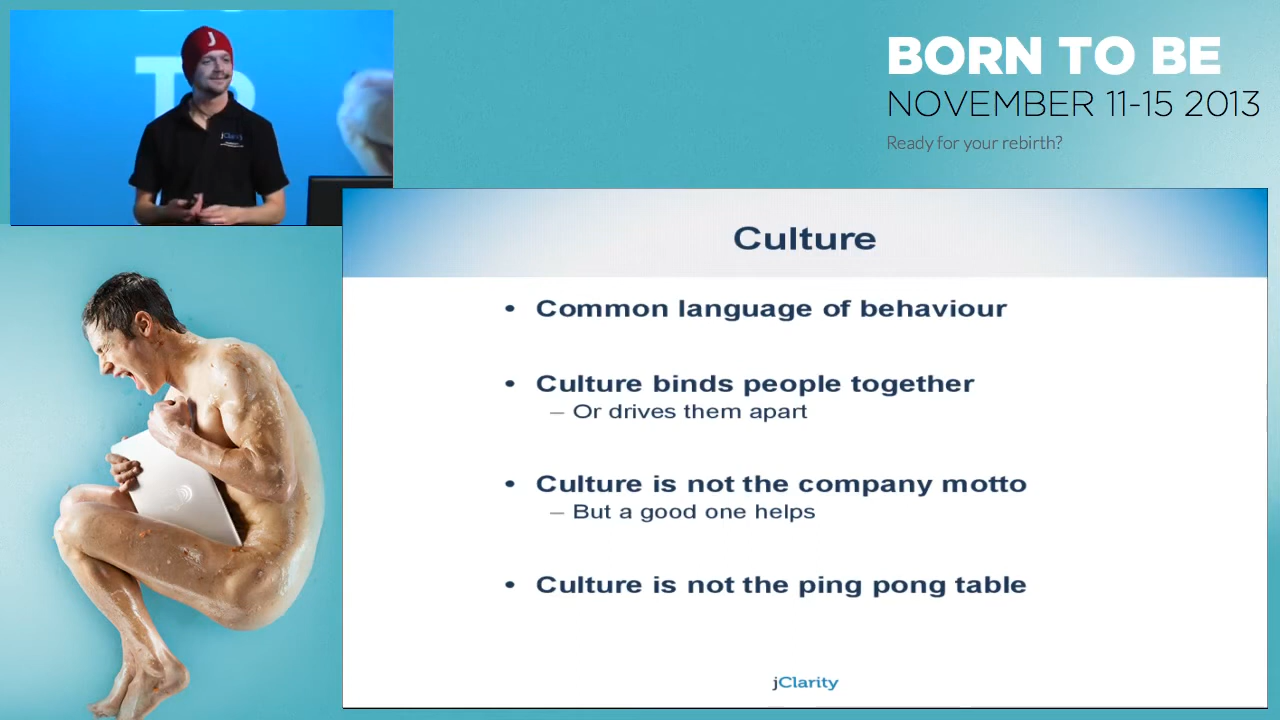 BORN TO BE
NOVEMBER 11-15 2013
Ready for your rebirth?
J
jClarity
Culture
• Common language of behaviour
• Culture binds people together
– Or drives them apart
• Culture is not the company motto
– But a good one helps
• Culture is not the ping pong table
jClarity